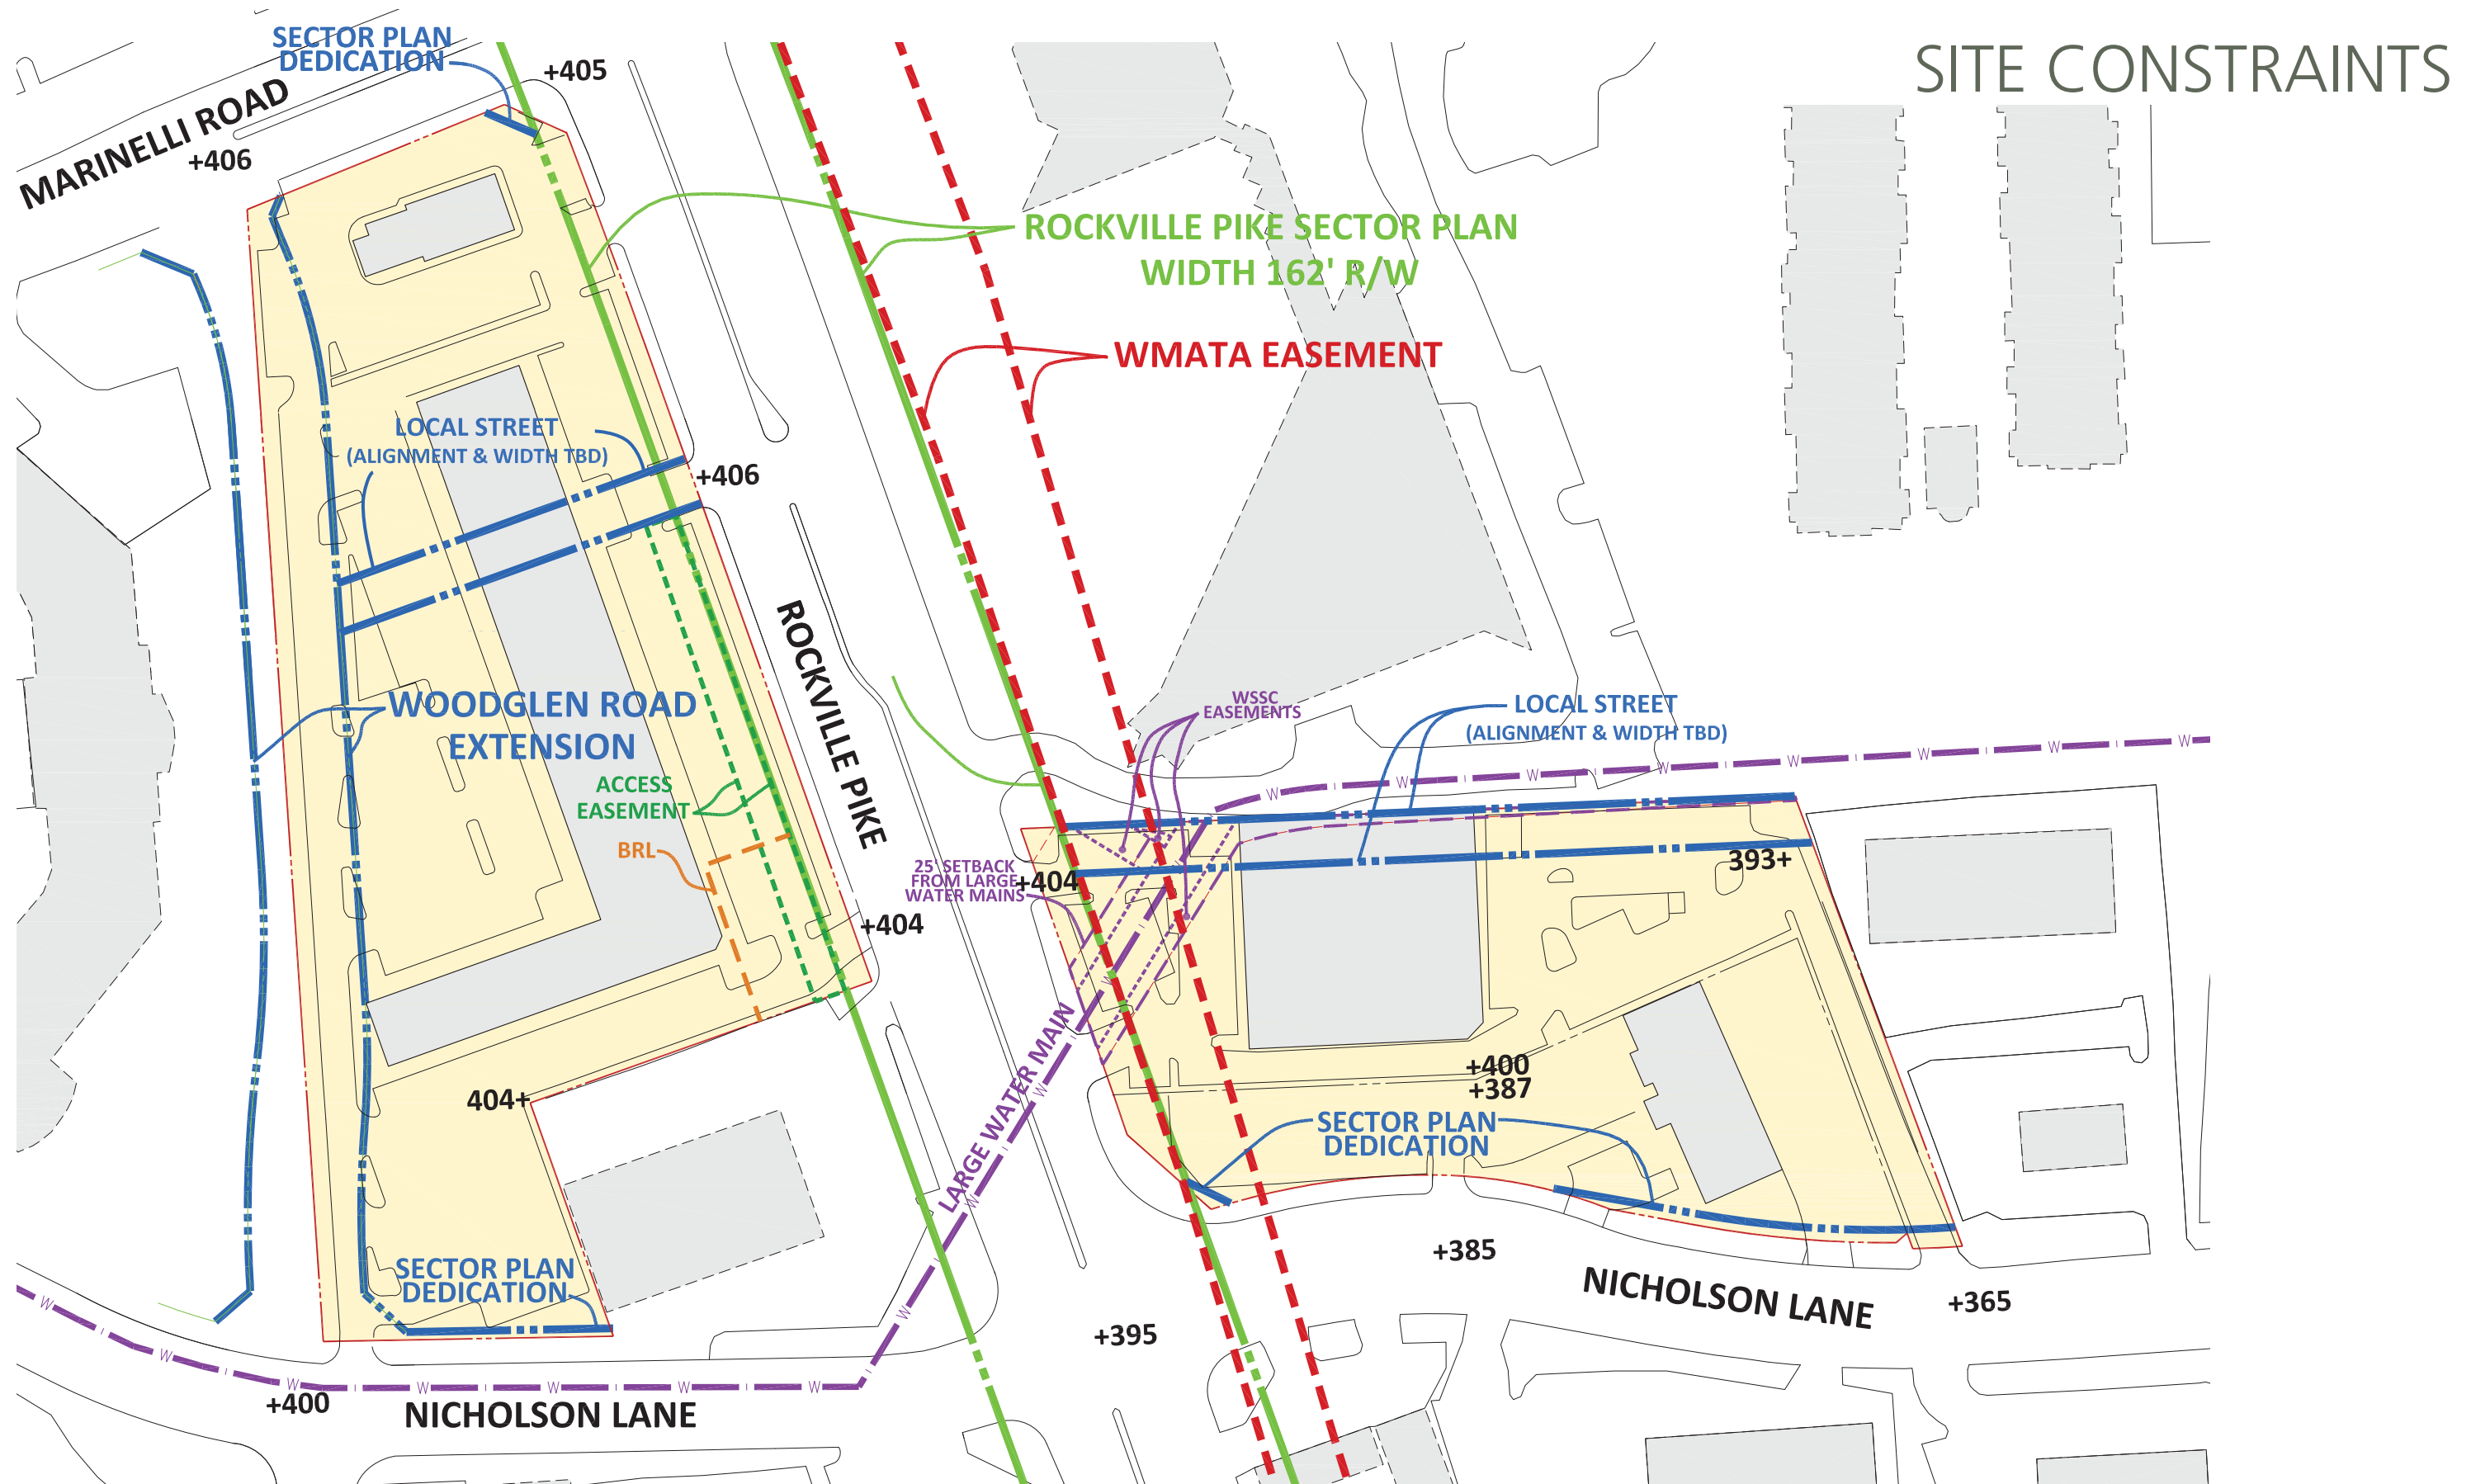 SITE CONSTRAINTS
SECTOR PLAN
DEDICATION
+405
MARINELLI ROAD
+406
ROCKVILLE PIKE SECTOR PLAN
WIDTH 162' R/W
WMATA EASEMENT
LOCAL STREET
(ALIGNMENT & WIDTH TBD)
+406
ROCKVILLE PIKE
WOODGLEN ROAD
EXTENSION
WSSC
EASEMENTS
LOCAL STREET
(ALIGNMENT & WIDTH TBD)
W
W
W
W
W
W
W
W
ACCESS
EASEMENT
BRL
25' SETBACK
FROM LARGE
WATER MAINS
+404
393+
+404
LARGE WATER MAIN
W
W
W
W
404+
+400
+387
SECTOR PLAN
DEDICATION
SECTOR PLAN
DEDICATION
+385
NICHOLSON LANE
+365
+395
W
W
W
W
W
W
W
+400
NICHOLSON LANE